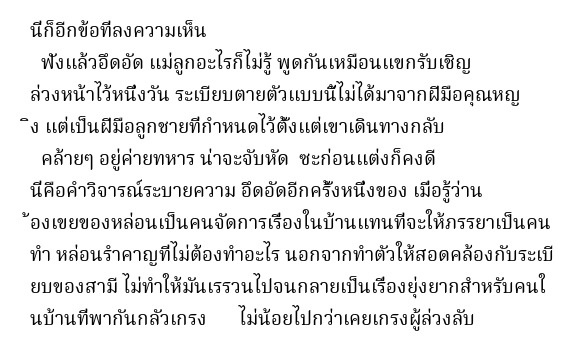 นี่ก็อีกข้อที่ลงความเห็น
ฟังแล้วอึดอัด แม่ลูกอะไรก็ไม่รู้ พูดกันเหมือนแขกรับเชิญ
ล่วงหน้าไว้หนึ่งวัน ระเบียบตายตัวแบบนี้ไม่ได้มาจากฝีมือคุณหญ
ิง แต่เป็นฝีมือลูกชายที่กำหนดไว้ตั้งแต่เขาเดินทางกลับ
คล้ายๆ อยู่ค่ายทหาร น่าจะจับหัด ซะก่อนแต่งก็คงดี
นี่คือคำวิจารณ์ระบายความ อึดอัดอีกครั้งหนึ่งของ เมื่อรู้ว่าน
้องเขยของหล่อนเป็นคนจัดการเรื่องในบ้านแทนที่จะให้ภรรยาเป็นคน
ทำ หล่อนรำคาญที่ไม่ต้องทำอะไร นอกจากทำตัวให้สอดคล้องกับระเบี
ยบของสามี ไม่ทำให้มันเรรวนไปจนกลายเป็นเรื่องยุ่งยากสำหรับคนใ
นบ้านที่พากันกลัวเกรง ไม่น้อยไปกว่าเคยเกรงผู้ล่วงลับ